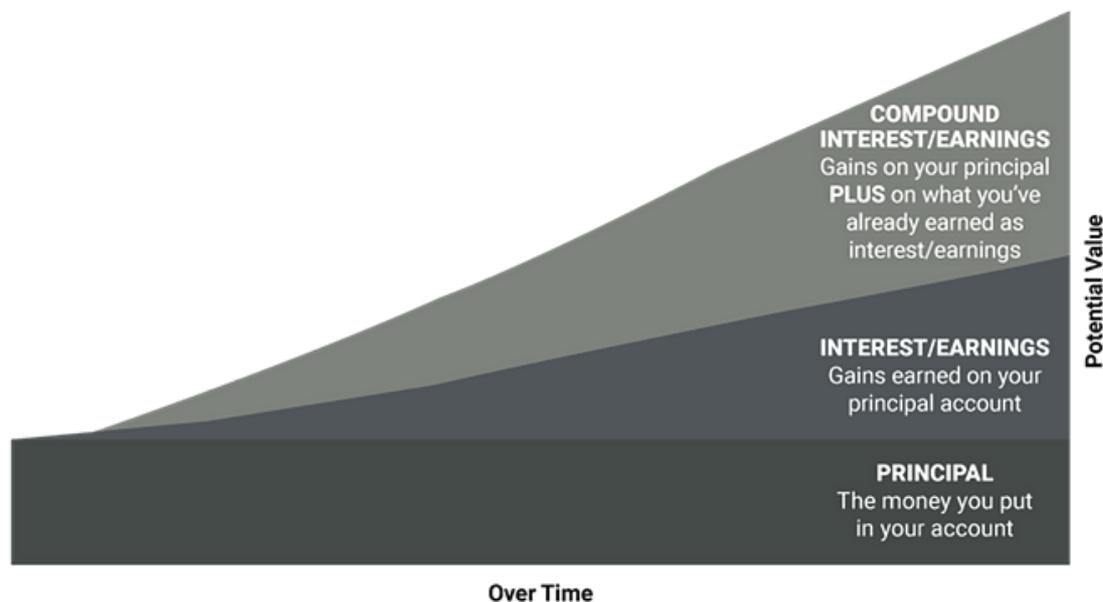 COMPOUND
INTEREST/EARNINGS
Gains on your principal
PLUS on what you’ve
already earned as
interest/earnings
INTEREST/EARNINGS
Gains earned on your
principal account
PRINCIPAL
The money you put
in your account
Potential Value
Over Time